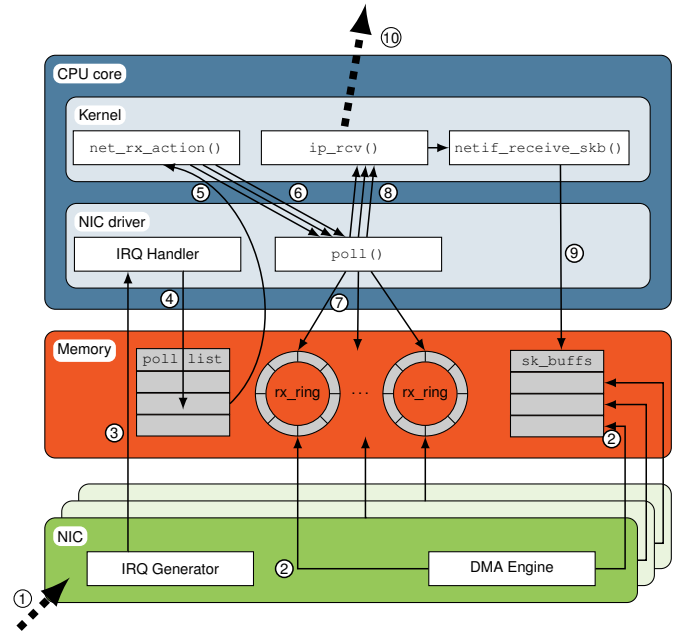 ⑩
CPU core
Kernel
net_rx_action()
ip_rcv()
netif_receive_skb()
⑤
⑥
⑧
NIC driver
IRQ Handler
poll()
⑨
④
⑦
Memory
poll list
rx_ring
...
rx_ring
sk_buffs
③
②
NIC
IRQ Generator
②
DMA Engine
①